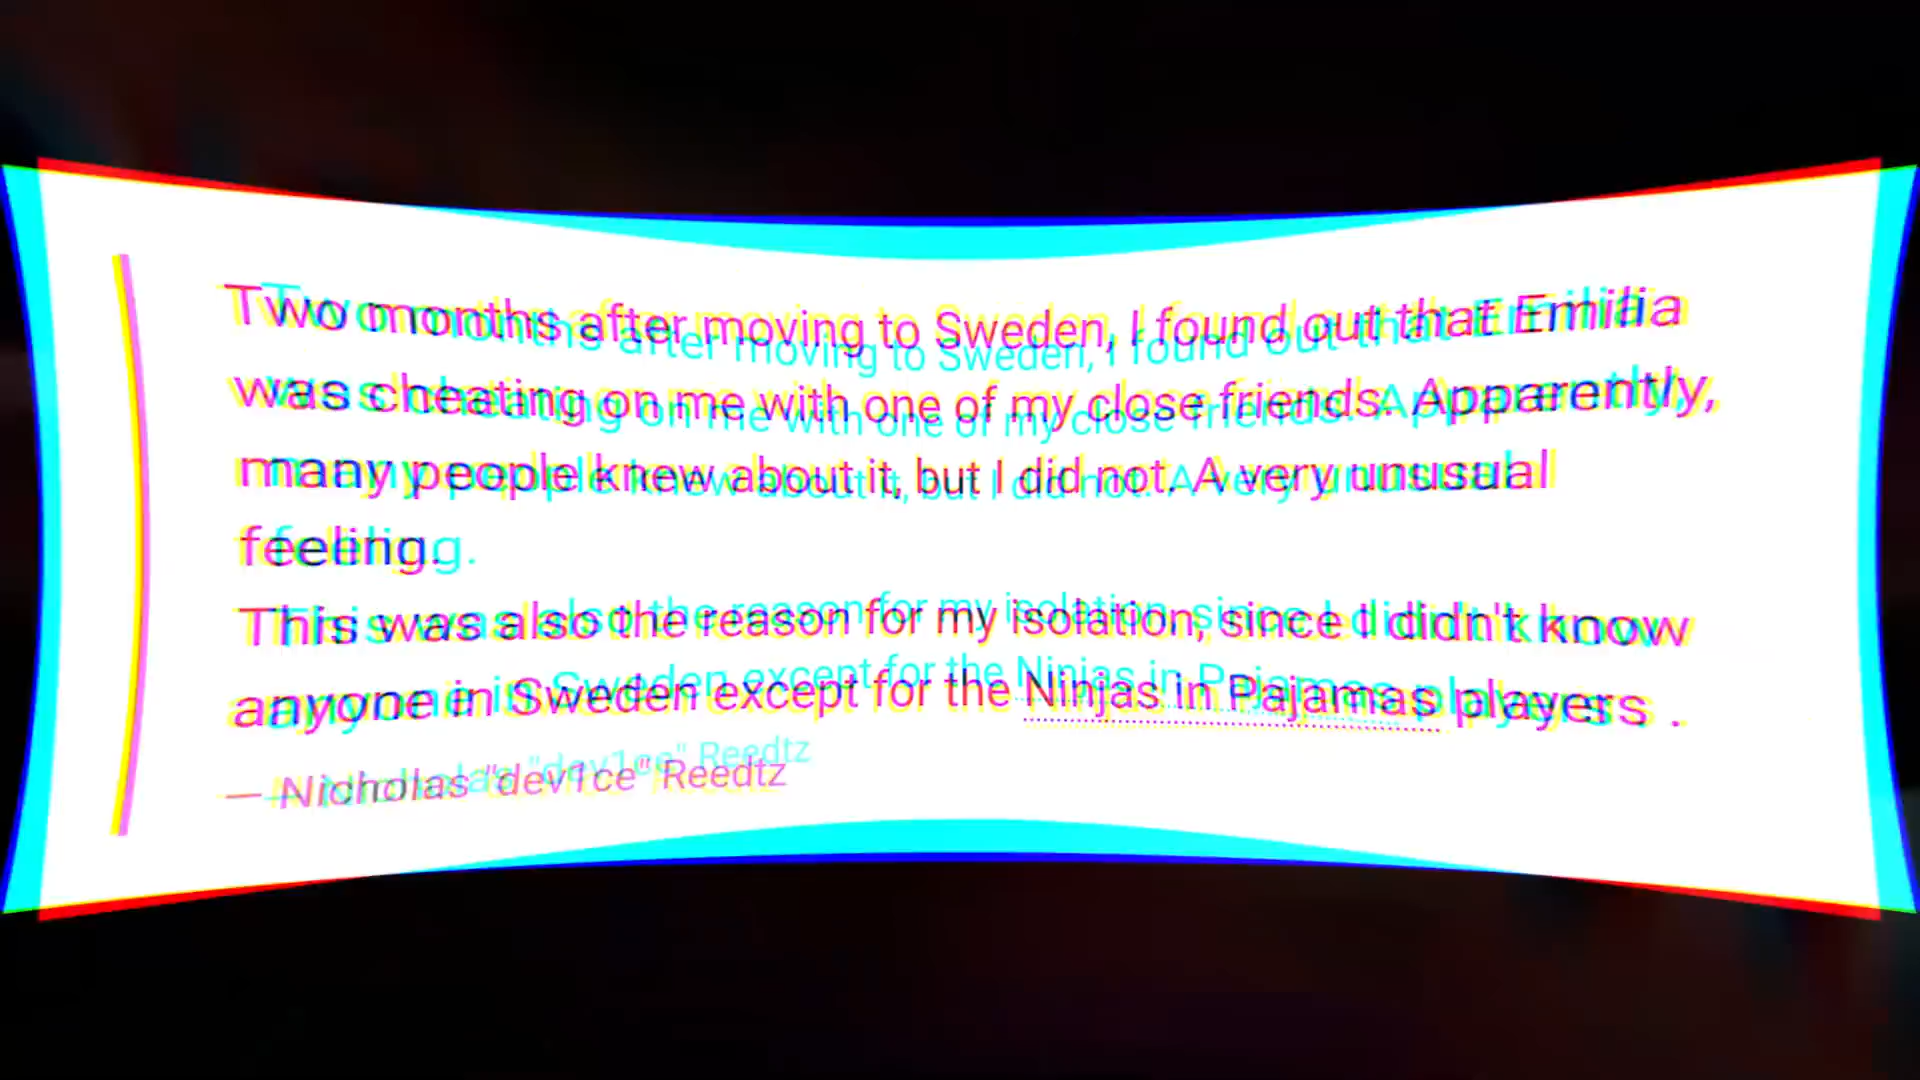 Two months after moving to Sweden, I found out that Emilia
was cheating on me with one of my close friends. Apparently,
many people knew about it, but I did not. A very unusual
feeling.
This was also the reason for my isolation, since I didn't know
anyone in Sweden except for the Ninjas in Pajamas players .
— Nicholas "dev1ce" Reedtz